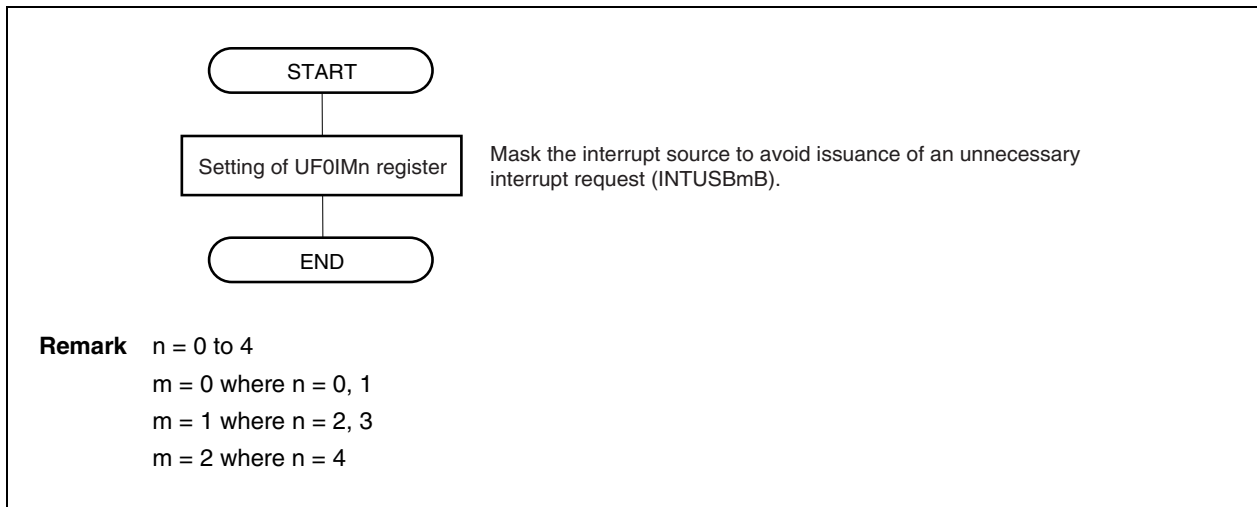 START
Setting of UF0IMn register
Mask the interrupt source to avoid issuance of an unnecessary
interrupt request (INTUSBmB).
END
Remark n = 0 to 4
m = 0 where n = 0, 1
m = 1 where n = 2, 3
m = 2 where n = 4